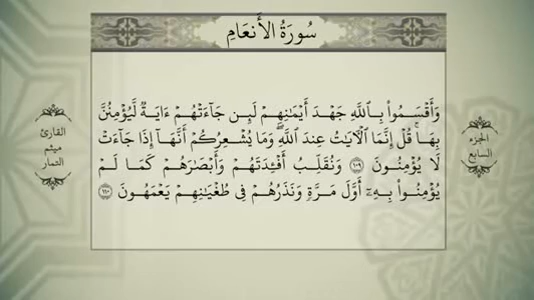 سُورَةُ الأَنعَامِ
وَأَقْسَمُوا۟ بِٱللَّهِ جَهْدَ أَيْمَـٰنِهِمْ لَئِن جَآءَتْهُمْ ءَايَةٌ لَّيُؤْمِنُنَّ
بِهَا ۚ قُلْ إِنَّمَا ٱلْـَٔايَـٰتُ عِندَ ٱللَّهِ ۖ وَمَا يُشْعِرُكُمْ أَنَّهَآ إِذَا جَآءَتْ
لَا يُؤْمِنُونَ ١٠٩ وَنُقَلِّبُ أَفْـِٔدَتَهُمْ وَأَبْصَـٰرَهُمْ كَمَا لَمْ
يُؤْمِنُوا۟ بِهِۦٓ أَوَّلَ مَرَّةٍ وَنَذَرُهُمْ فِى طُغْيَـٰنِهِمْ يَعْمَهُونَ ١١٠
الجزء
السابع
القارئ
ميثم
التمار